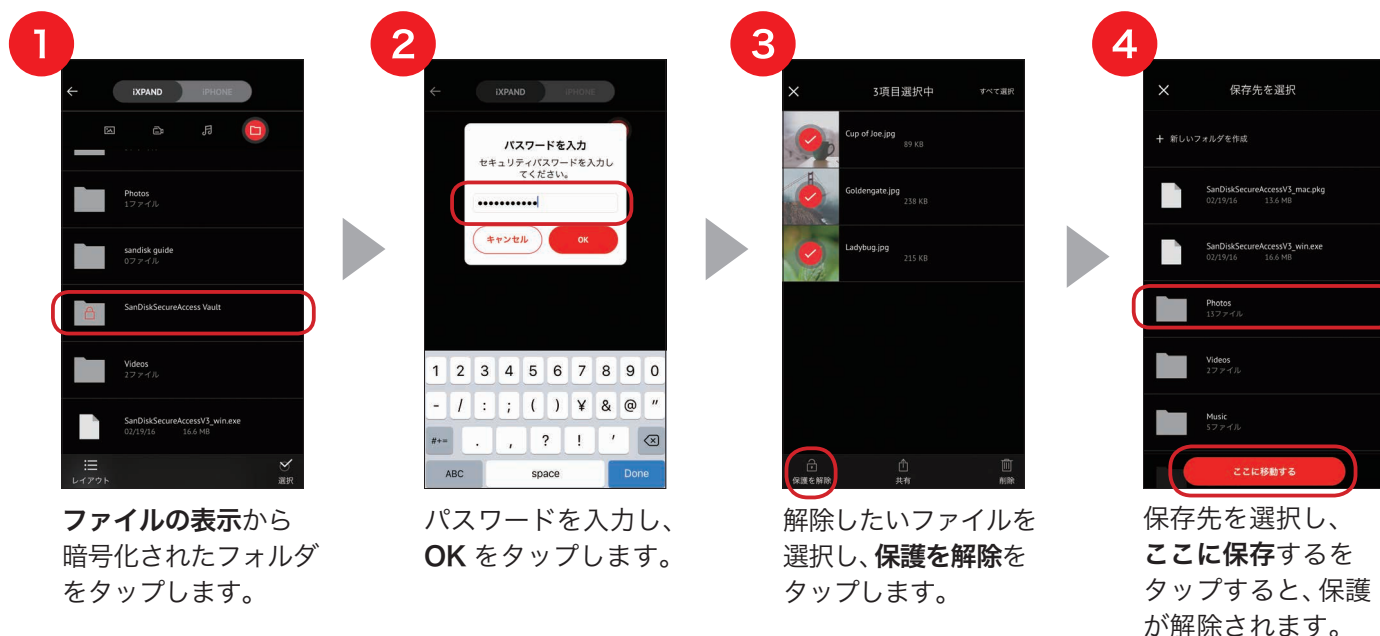 1
iXPAND
iPHONE
Photos
1ファイル
sandisk guide
0ファイル
SanDiskSecureAccess Vault
Videos
2ファイル
SanDiskSecureAccessV3_win.exe
02/19/16 16.6 MB
レイアウト
選択
ファイルの表示から
暗号化されたフォルダ
をタップします。
2
iXPAND
iPHONE
パスワードを入力
セキュリティパスワードを入力し
てください。
•••••••••••
キャンセル
OK
1 2 3 4 5 6 7 8 9 0
- / : ; ( ) ¥ & @ "
#+= . , ? ! '
ABC space Done
パスワードを入力し、
OK をタップします。
3
3項目選択中
すべて選択
Cup of Joe.jpg
89 KB
Goldengate.jpg
238 KB
Ladybug.jpg
215 KB
保護を解除
共有
削除
解除したいファイルを
選択し、保護を解除を
タップします。
4
保存先を選択
+ 新しいフォルダを作成
SanDiskSecureAccessV3_mac.pkg
02/19/16 13.6 MB
SanDiskSecureAccessV3_win.exe
02/19/16 16.6 MB
Photos
13ファイル
Videos
2ファイル
Music
5ファイル
ここに移動する
保存先を選択し、
ここに保存するを
タップすると、保護
が解除されます。